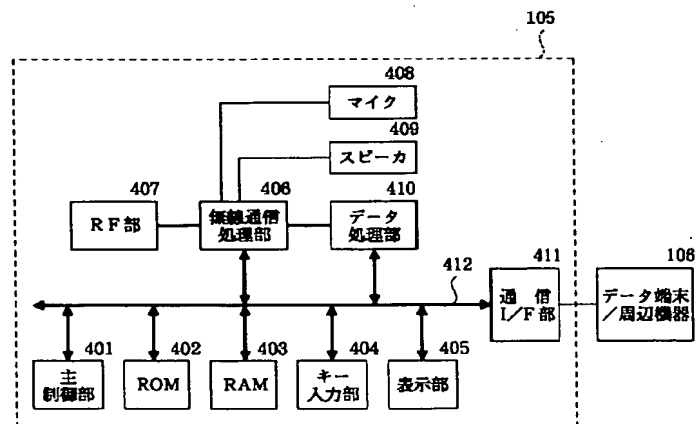 105
408
マイク
409
スピーカ
407
RF部
406
無線通信
処理部
410
データ
処理部
412
411
通信
I/F部
106
データ端末
/周辺機器
401
主
制御部
402
ROM
403
RAM
404
キー
入力部
405
表示部